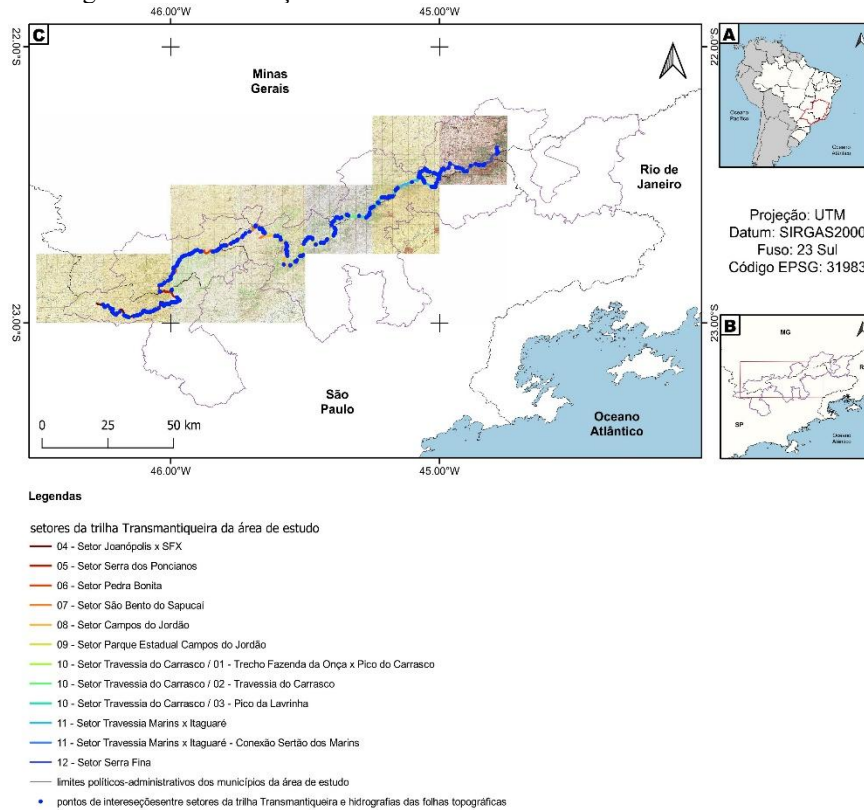 C
46.00°W
45.00°W
22.00°S
Minas
Gerais
Rio de
Janeiro
23.00°S
São
Paulo
Oceano
Atlântico
0 25 50 km
46.00°W
45.00°W
A
22.00°S
Oceano
Pacífico
Oceano
Atlântico
Projeção: UTM
Datum: SIRGAS2000
Fuso: 23 Sul
Código EPSG: 31983
23.00°S
B
MG
SP
Oceano
Atlântico
Legendas
setores da trilha Transmantiqueira da área de estudo
04 - Setor Joanópolis x SFX
05 - Setor Serra dos Poncianos
06 - Setor Pedra Bonita
07 - Setor São Bento do Sapucaí
08 - Setor Campos do Jordão
09 - Setor Parque Estadual Campos do Jordão
10 - Setor Travessia do Carrasco / 01 - Trecho Fazenda da Onça x Pico do Carrasco
10 - Setor Travessia do Carrasco / 02 - Travessia do Carrasco
10 - Setor Travessia do Carrasco / 03 - Pico da Lavrinha
11 - Setor Travessia Marins x Itaguaré
11 - Setor Travessia Marins x Itaguaré - Conexão Sertão dos Marins
12 - Setor Serra Fina
limites políticos-administrativos dos municípios da área de estudo
pontos de intereseçõesentre setores da trilha Transmantiqueira e hidrografias das folhas topográficas